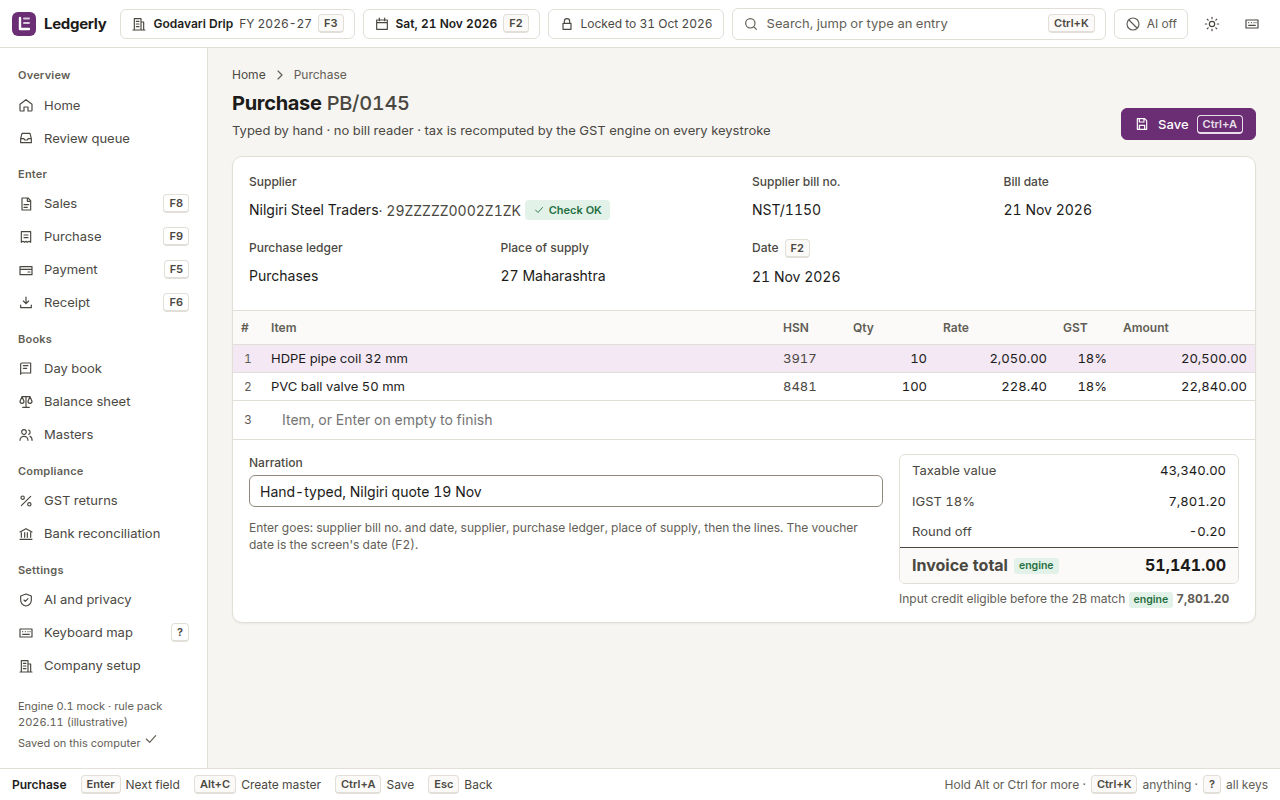 Ledgerly
Godavari Drip FY 2026-27 F3
Sat, 21 Nov 2026 F2
Locked to 31 Oct 2026
Search, jump or type an entry Ctrl+K
AI off
Overview
Home
Review queue
Enter
Sales F8
Purchase F9
Payment F5
Receipt F6
Books
Day book
Balance sheet
Masters
Compliance
GST returns
Bank reconciliation
Settings
AI and privacy
Keyboard map ?
Company setup
Engine 0.1 mock · rule pack
2026.11 (illustrative)
Saved on this computer
Home Purchase
Purchase PB/0145
Typed by hand · no bill reader · tax is recomputed by the GST engine on every keystroke
Save Ctrl+A
Supplier Supplier bill no. Bill date
Nilgiri Steel Traders· 29ZZZZZ0002Z1ZK Check OK NST/1150 21 Nov 2026
Purchase ledger Place of supply Date F2
Purchases 27 Maharashtra 21 Nov 2026
# Item HSN Qty Rate GST Amount
1 HDPE pipe coil 32 mm 3917 10 2,050.00 18% 20,500.00
2 PVC ball valve 50 mm 8481 100 228.40 18% 22,840.00
3 Item, or Enter on empty to finish
Narration
Hand-typed, Nilgiri quote 19 Nov
Enter goes: supplier bill no. and date, supplier, purchase ledger, place of supply, then the lines. The voucher
date is the screen's date (F2).
Taxable value 43,340.00
IGST 18% 7,801.20
Round off -0.20
Invoice total engine 51,141.00
Input credit eligible before the 2B match engine 7,801.20
Purchase Enter Next field Alt+C Create master Ctrl+A Save Esc Back
Hold Alt or Ctrl for more · Ctrl+K anything · ? all keys